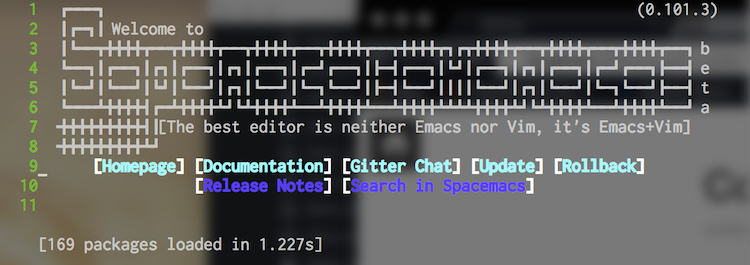 1
(0.101.3)
2 Welcome to
3 b
4 e
5 t
6 a
7 [The best editor is neither Emacs nor Vim, it's Emacs+Vim]
8
9 [Homepage] [Documentation] [Gitter Chat] [Update] [Rollback]
10 [Release Notes] [Search in Spacemacs]
11
[169 packages loaded in 1.227s]